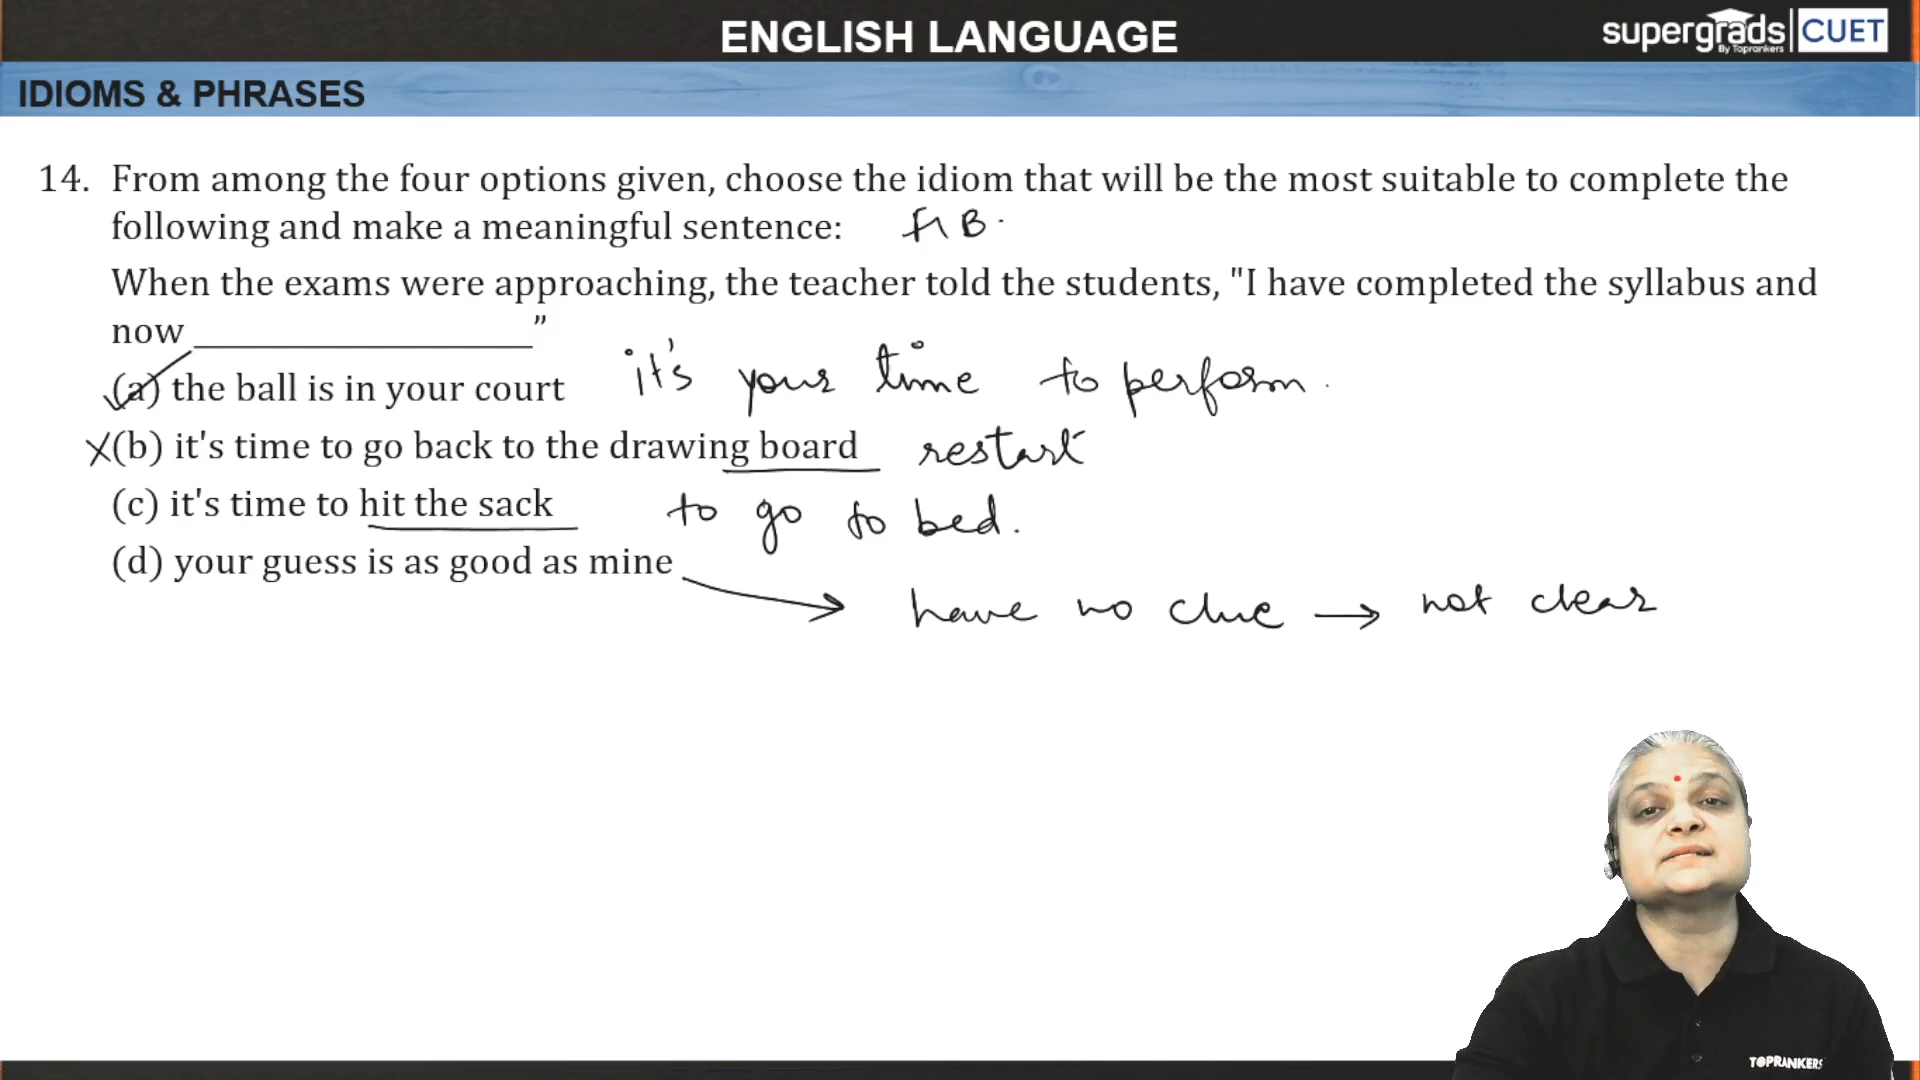 ENGLISH LANGUAGE
supergrads By Toprankers CUET
IDIOMS & PHRASES
14. From among the four options given, choose the idiom that will be the most suitable to complete the
following and make a meaningful sentence: FIB.
When the exams were approaching, the teacher told the students, "I have completed the syllabus and
now ____________________”
(a) the ball is in your court it's your time to perform.
X(b) it's time to go back to the drawing board restart
(c) it's time to hit the sack to go to bed.
(d) your guess is as good as mine
→ have no clue → not clear
TOPRANKERS